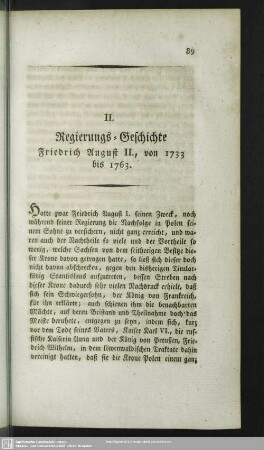 89
II.
Regierungs-Geschichte
Friedrich August II., von 1733
bis 1763.
Hatte zwar Friedrich August I. seinen Zweck, noch
während seiner Regierung die Nachfolge in Polen sei-
nem Sohne zu versichern, nicht ganz erreicht, und wa-
ren auch der Nachtheile so viele und der Vortheile so
wenig, welche Sachsen von dem seitherigen Besitze die-
ser Krone davon getragen hatte, so ließ sich dieser doch
nicht davon abschrecken, gegen den bisherigen Titular-
könig Stanislaus aufzutreten, dessen Streben nach
dieser Krone dadurch sehr vielen Nachdruck erhielt, daß
sich sein Schwiegersohn, der König von Frankreich,
für ihn erklärte; auch schienen ihm die benachbarten
Mächte, auf deren Beistand und Theilnahme doch das
Meiste beruhete, entgegen zu seyn, indem sich, kurz
vor dem Tode seines Vaters, Kaiser Karl VI., die rus-
sische Kaiserin Anna und der König von Preußen, Frie-
drich Wilhelm, in dem löwenwoldischen Traktate dahin
vereinigt hatten, daß sie die Krone Polen einem ganz